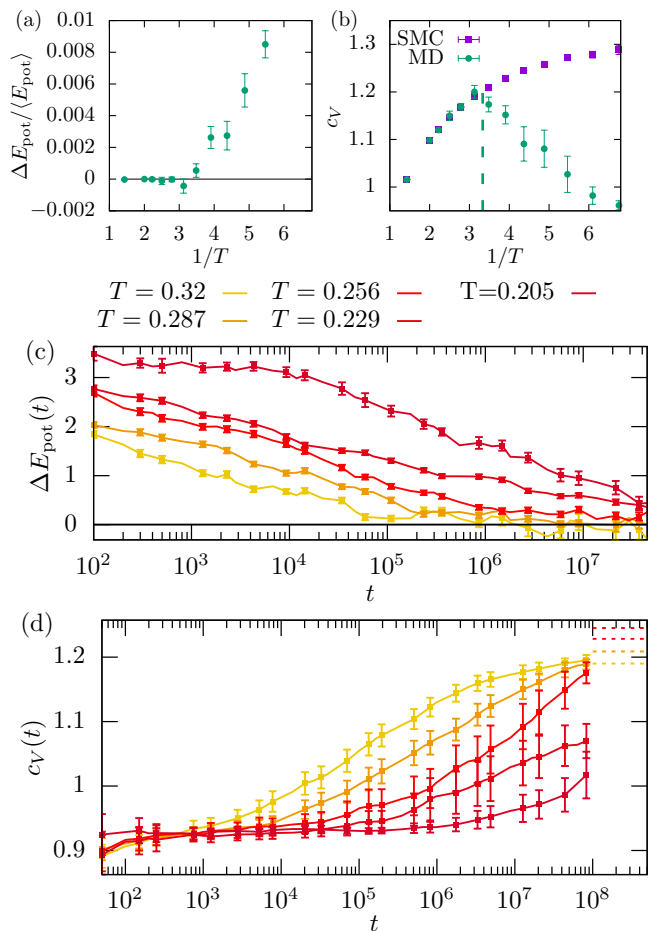 (a)
0.01
0.008
0.006
0.004
0.002
0
−0.002
ΔE_pot/⟨E_pot⟩
1 2 3 4 5 6
1/T
(b)
SMC
MD
1.3
1.2
1.1
1
c_V
1 2 3 4 5 6
1/T
T = 0.32 T = 0.256 T=0.205
T = 0.287 T = 0.229
(c)
3
2
1
0
ΔE_pot(t)
10^2 10^3 10^4 10^5 10^6 10^7
t
(d)
1.2
1.1
1
0.9
c_V(t)
10^2 10^3 10^4 10^5 10^6 10^7 10^8
t